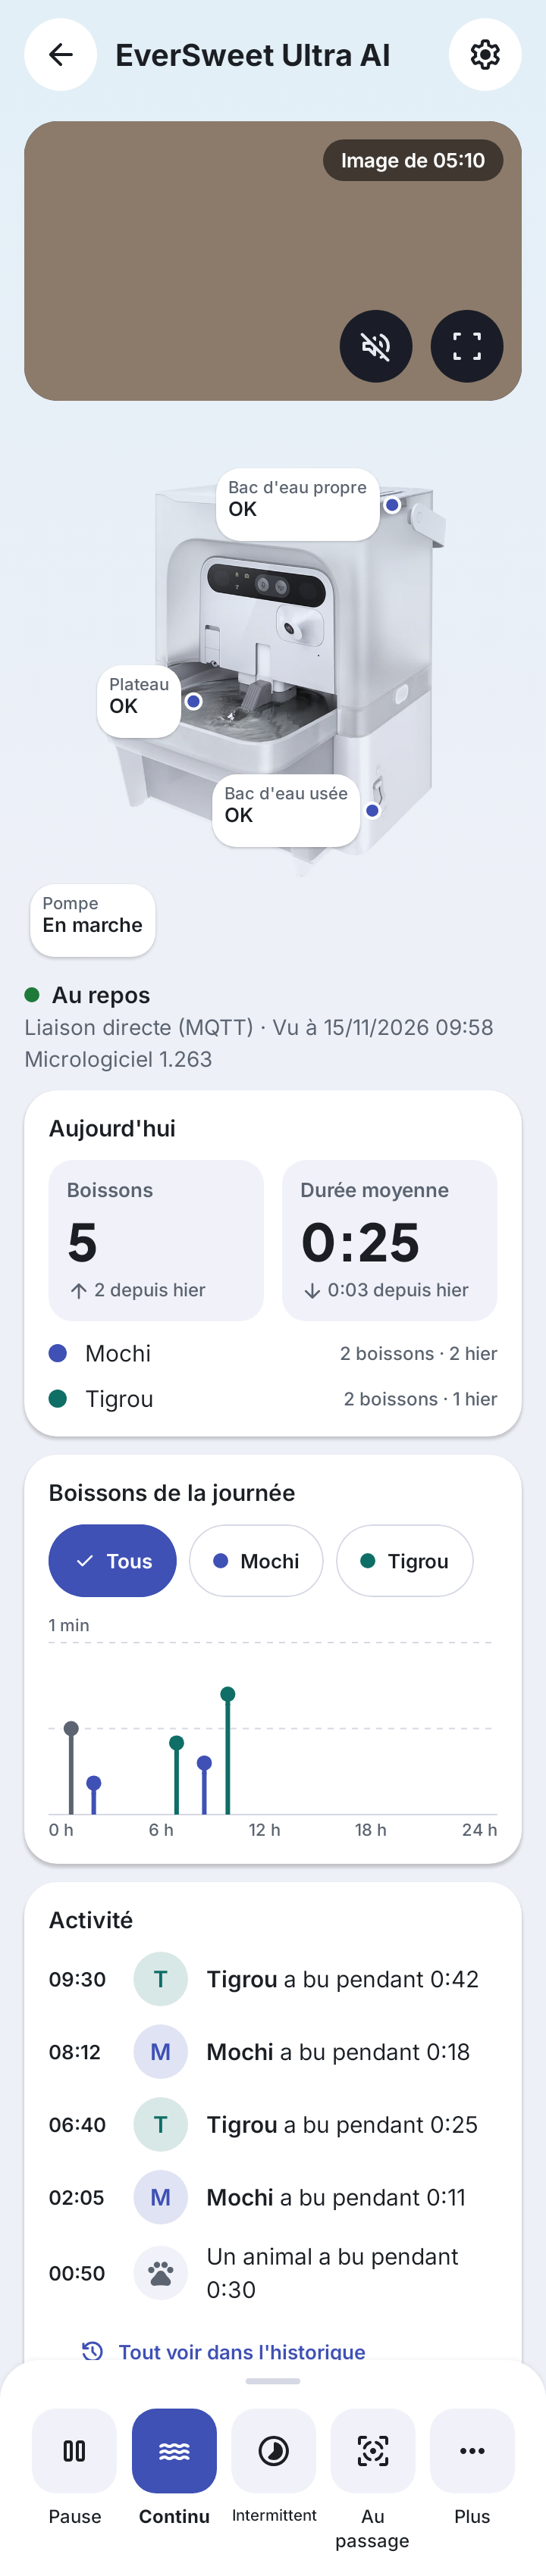 EverSweet Ultra AI
Image de 05:10
Bac d'eau propre
OK
Plateau
OK
Bac d'eau usée
OK
Pompe
En marche
Au repos
Liaison directe (MQTT) · Vu à 15/11/2026 09:58
Micrologiciel 1.263
Aujourd'hui
Boissons
5
↑ 2 depuis hier
Durée moyenne
0:25
↓ 0:03 depuis hier
Mochi 2 boissons · 2 hier
Tigrou 2 boissons · 1 hier
Boissons de la journée
Tous Mochi Tigrou
1 min
0 h 6 h 12 h 18 h 24 h
Activité
09:30 T Tigrou a bu pendant 0:42
08:12 M Mochi a bu pendant 0:18
06:40 T Tigrou a bu pendant 0:25
02:05 M Mochi a bu pendant 0:11
00:50 Un animal a bu pendant
0:30
Tout voir dans l'historique
Pause Continu Intermittent Au Plus
passage